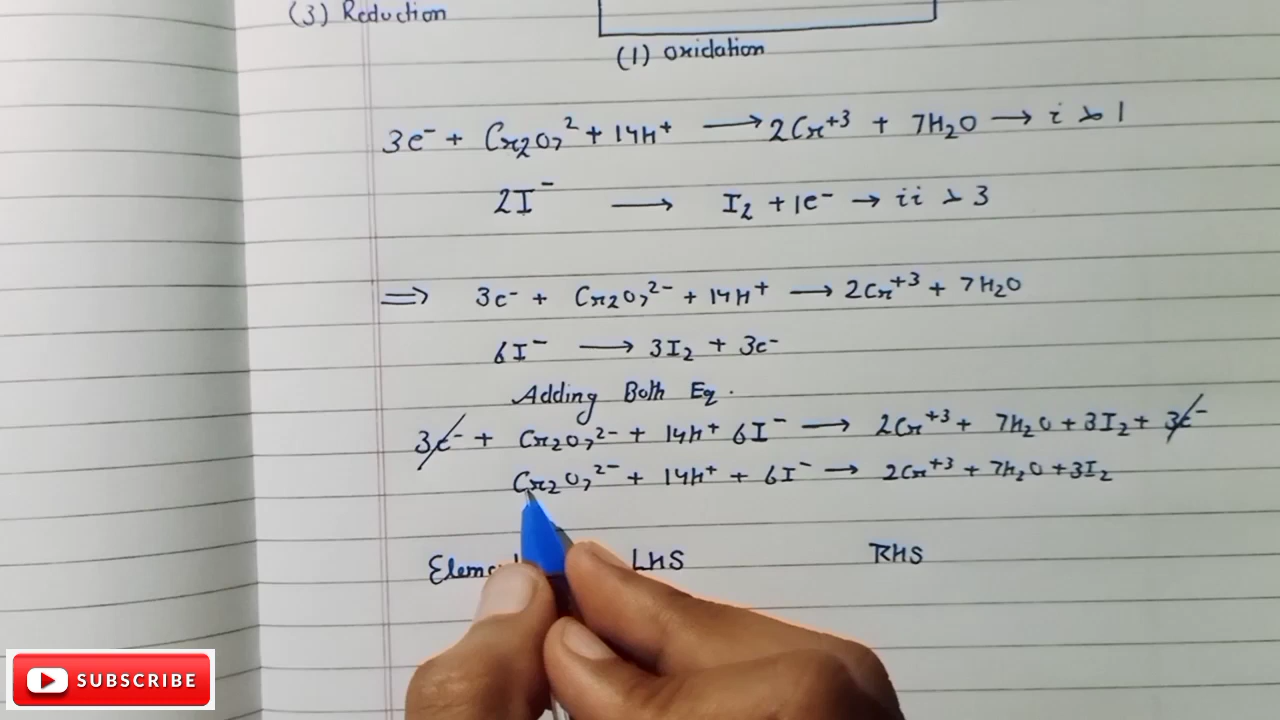 (3) Reduction
(1) Oxidation
3e⁻ + Cr₂O₇² + 14H⁺ ⟶ 2Cr⁺³ + 7H₂O → i × 1
2I⁻ ⟶ I₂ + 1e⁻ → ii × 3
⟹ 3e⁻ + Cr₂O₇²⁻ + 14H⁺ ⟶ 2Cr⁺³ + 7H₂O
6I⁻ ⟶ 3I₂ + 3e⁻
Adding Both Eq.
3e⁻ + Cr₂O₇²⁻ + 14H⁺ 6I⁻ ⟶ 2Cr⁺³ + 7H₂O + 3I₂ + 3e⁻
Cr₂O₇²⁻ + 14H⁺ + 6I⁻ ⟶ 2Cr⁺³ + 7H₂O + 3I₂
LHS RHS
SUBSCRIBE